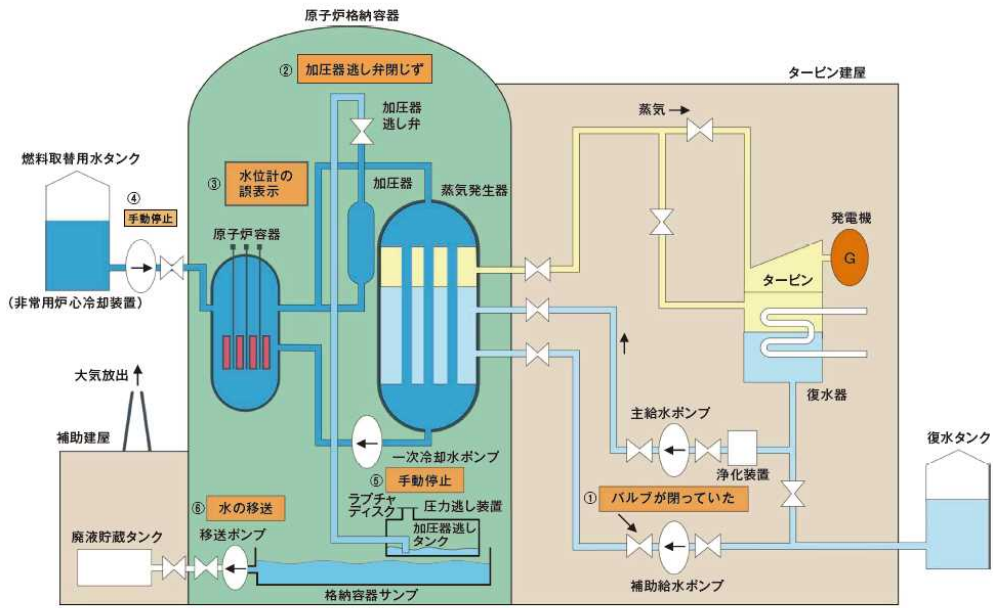 原子炉格納容器
② 加圧器逃し弁閉じず
タービン建屋
加圧器
逃し弁
蒸気
燃料取替用水タンク
③ 水位計の
誤表示
加圧器
蒸気発生器
④
手動停止
原子炉容器
発電機
G
タービン
(非常用炉心冷却装置)
大気放出
復水器
主給水ポンプ
補助建屋
復水タンク
一次冷却水ポンプ
浄化装置
⑤ 手動停止
① バルブが閉っていた
ラプチャ
ディスク
圧力逃し装置
⑥ 水の移送
加圧器逃し
タンク
廃液貯蔵タンク
移送ポンプ
補助給水ポンプ
格納容器サンプ